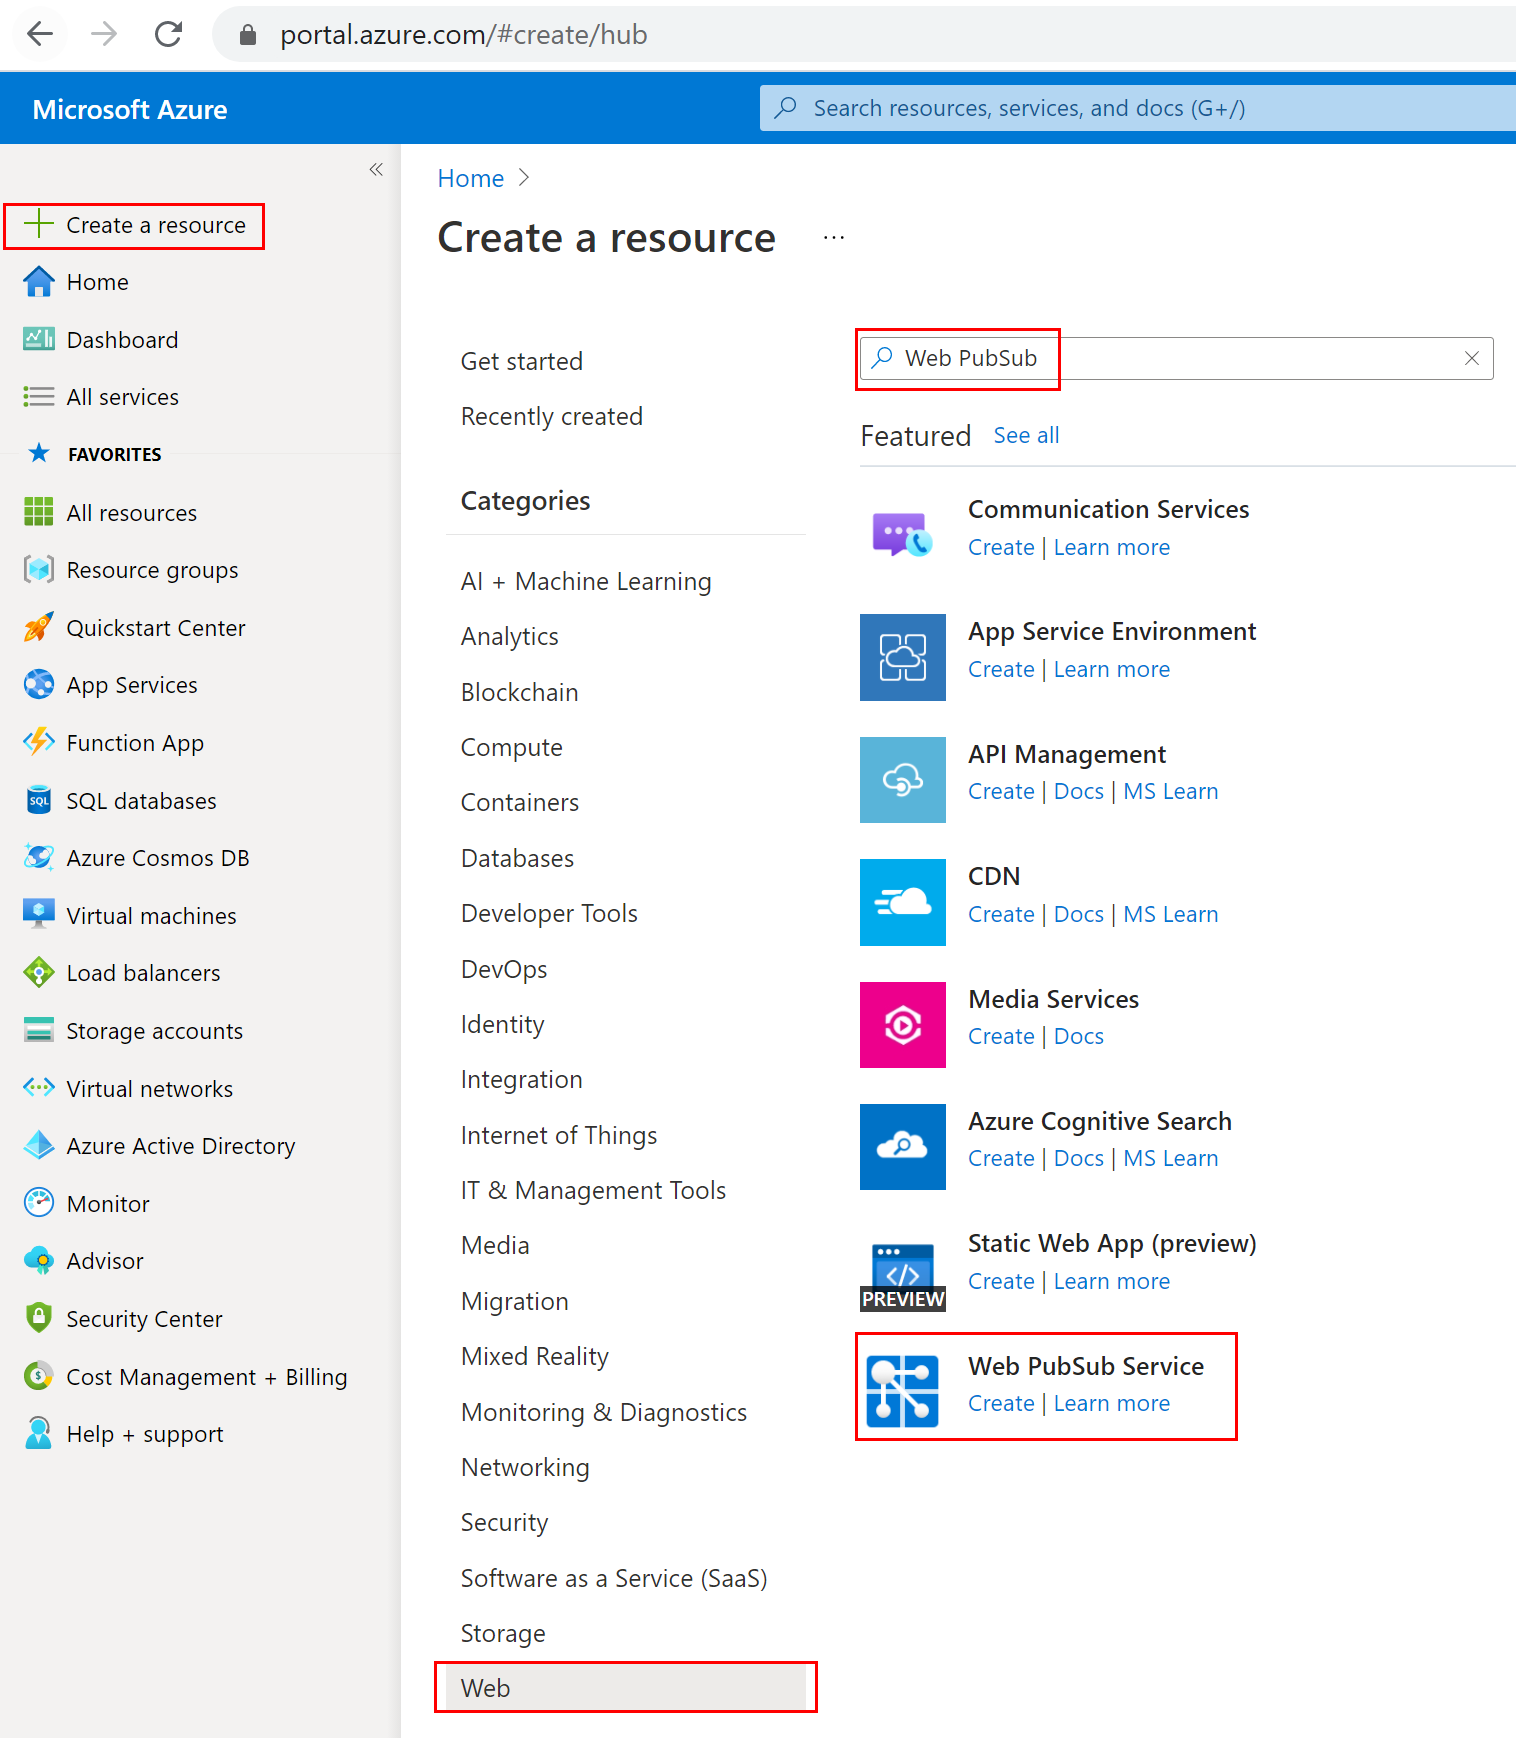 portal.azure.com/#create/hub
Microsoft Azure
Search resources, services, and docs (G+/)
Create a resource
Home
Dashboard
All services
FAVORITES
All resources
Resource groups
Quickstart Center
App Services
Function App
SQL
SQL databases
Azure Cosmos DB
Virtual machines
Load balancers
Storage accounts
Virtual networks
Azure Active Directory
Monitor
Advisor
Security Center
$
Cost Management + Billing
Help + support
Home >
Create a resource ...
Get started
Recently created
Categories
AI + Machine Learning
Analytics
Blockchain
Compute
Containers
Databases
Developer Tools
DevOps
Identity
Integration
Internet of Things
IT & Management Tools
Media
Migration
Mixed Reality
Monitoring & Diagnostics
Networking
Security
Software as a Service (SaaS)
Storage
Web
Web PubSub
Featured See all
Communication Services
Create | Learn more
App Service Environment
Create | Learn more
API Management
Create | Docs | MS Learn
CDN
Create | Docs | MS Learn
Media Services
Create | Docs
Azure Cognitive Search
Create | Docs | MS Learn
Static Web App (preview)
Create | Learn more
PREVIEW
Web PubSub Service
Create | Learn more